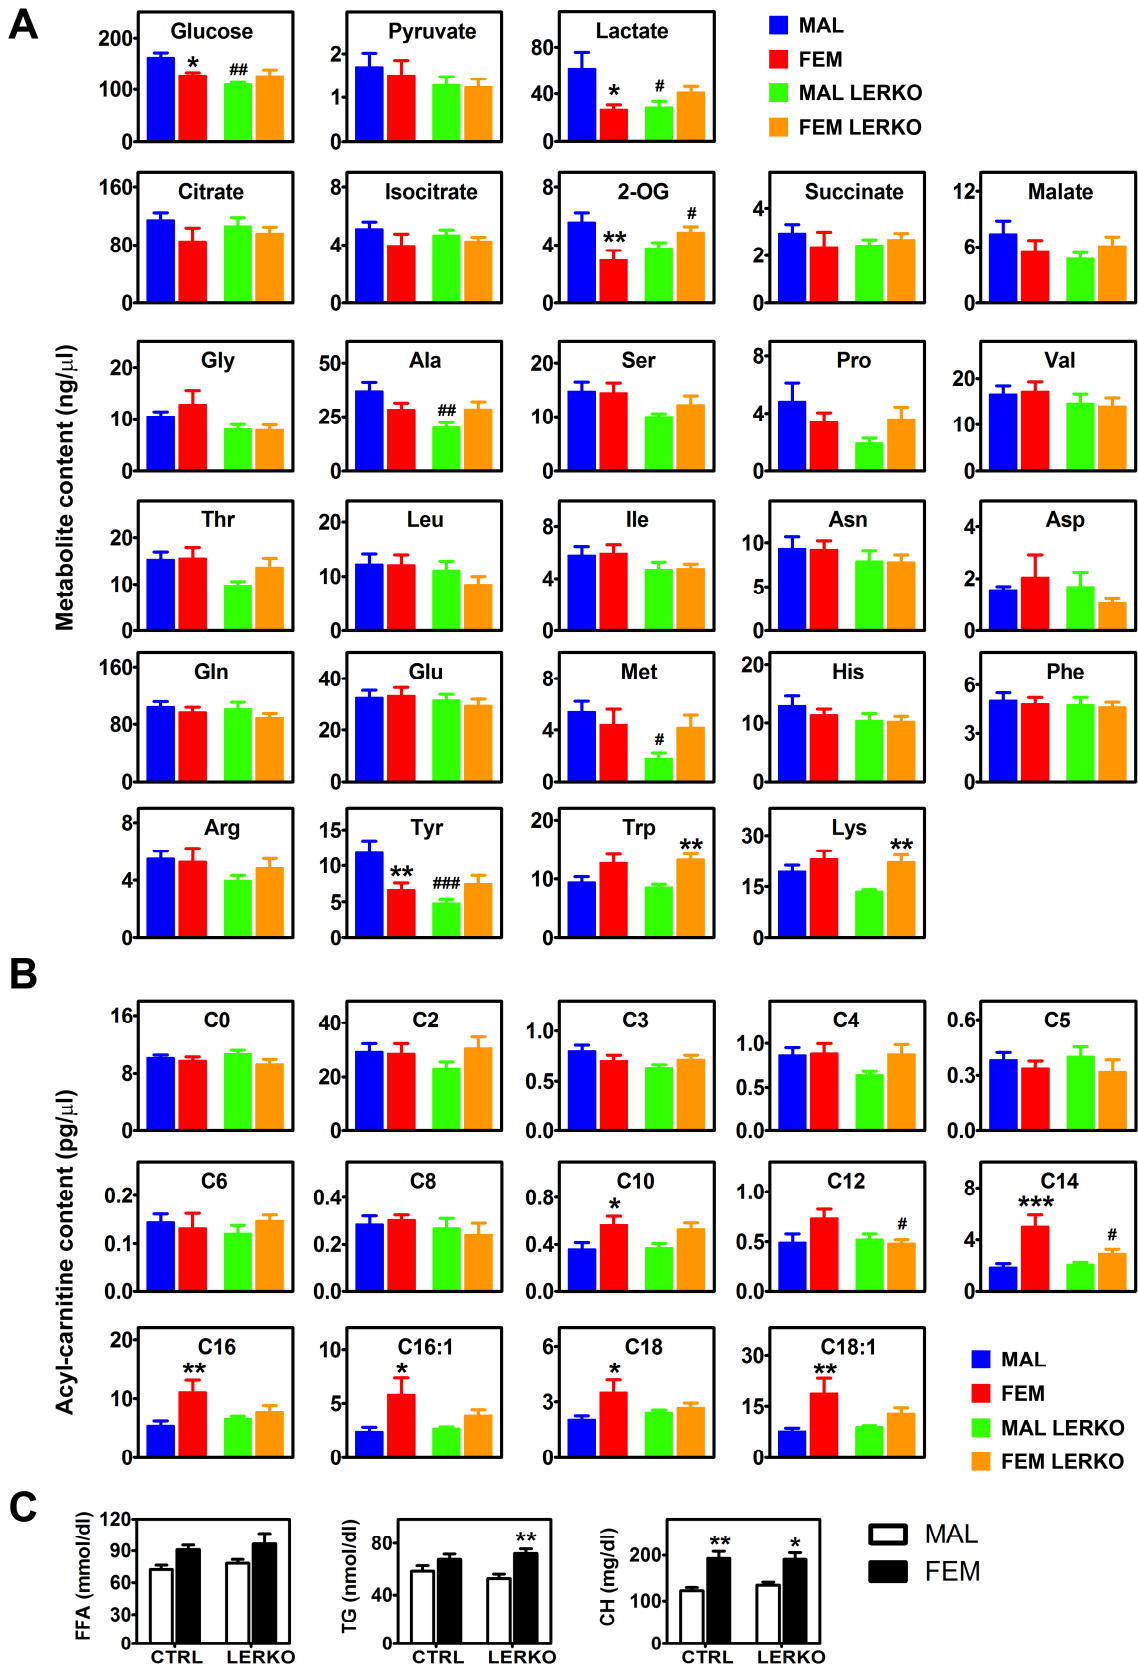 A
Glucose
200
100
0
*
##
Pyruvate
2
1
0
Lactate
80
40
0
*
#
MAL
FEM
MAL LERKO
FEM LERKO
Metabolite content (ng/µl)
Citrate
160
80
0
Isocitrate
8
4
0
2-OG
8
4
0
**
#
Succinate
4
2
0
Malate
12
6
0
Gly
20
10
0
Ala
50
25
0
##
Ser
20
10
0
Pro
8
4
0
Val
20
10
0
Thr
20
10
0
Leu
20
10
0
Ile
8
4
0
Asn
10
5
0
Asp
4
2
0
Gln
160
80
0
Glu
40
20
0
Met
8
4
0
#
His
20
10
0
Phe
6
3
0
Arg
8
4
0
Tyr
15
10
5
0
**
###
Trp
20
10
0
**
Lys
30
15
0
**
B
Acyl-carnitine content (pg/µl)
C0
16
8
0
C2
40
20
0
C3
1.0
0.5
0.0
C4
1.0
0.5
0.0
C5
0.6
0.3
0.0
C6
0.2
0.1
0.0
C8
0.4
0.2
0.0
C10
0.8
0.4
0.0
*
C12
1.0
0.5
0.0
#
C14
8
4
0
***
#
C16
20
10
0
**
C16:1
10
5
0
*
C18
6
3
0
*
C18:1
30
15
0
**
MAL
FEM
MAL LERKO
FEM LERKO
C
FFA (mmol/dl)
120
90
60
30
0
CTRL LERKO
TG (nmol/dl)
80
40
0
**
CTRL LERKO
CH (mg/dl)
200
100
0
**
*
CTRL LERKO
MAL
FEM